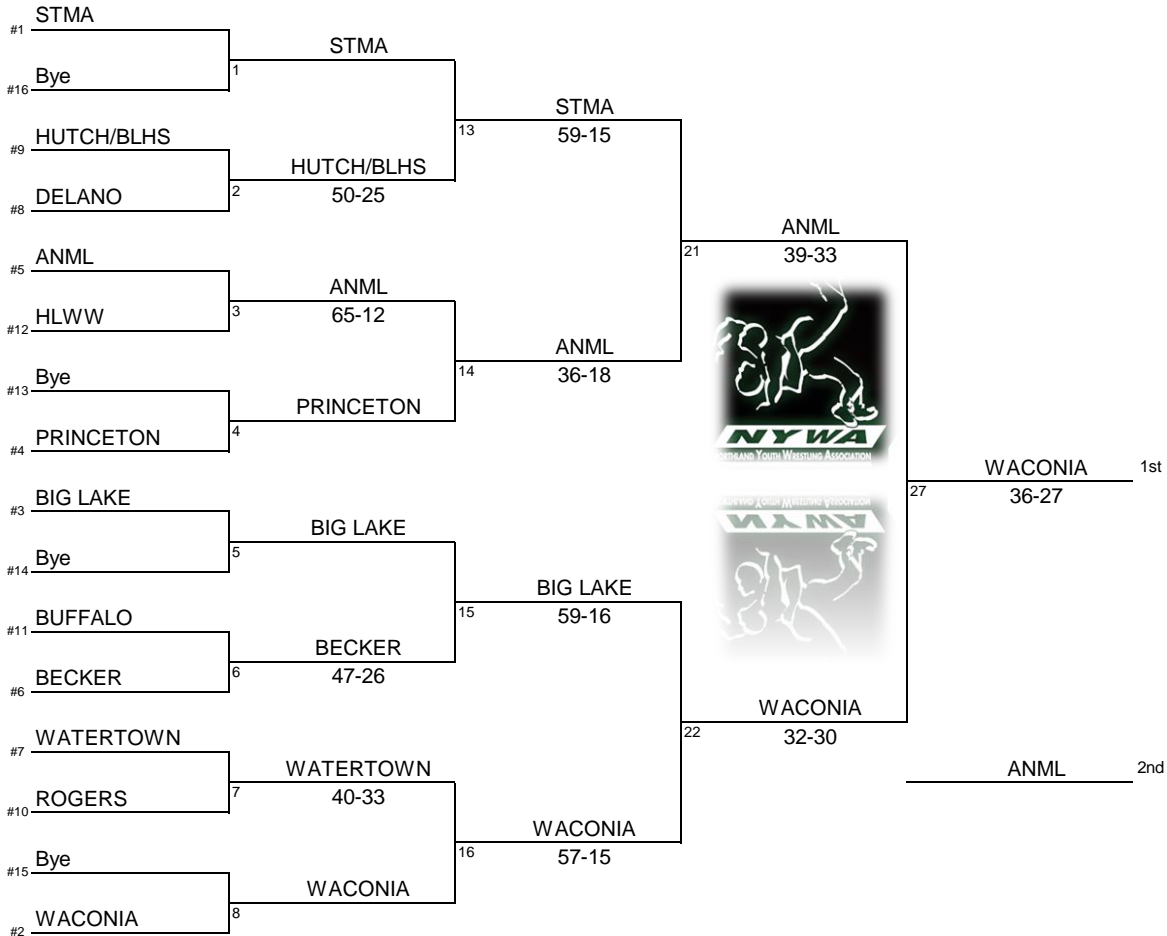 STMA
#1
STMA
1
Bye
#16
STMA
59-15
13
HUTCH/BLHS
#9
HUTCH/BLHS
50-25
2
DELANO
#8
ANML
39-33
21
ANML
#5
ANML
65-12
3
HLWW
#12
ANML
36-18
14
Bye
#13
PRINCETON
4
PRINCETON
#4
NYWA
NORTHLAND YOUTH WRESTLING ASSOCIATION
WACONIA
1st
36-27
27
BIG LAKE
#3
BIG LAKE
5
Bye
#14
BIG LAKE
59-16
15
BUFFALO
#11
BECKER
47-26
6
BECKER
#6
WACONIA
32-30
22
WATERTOWN
#7
WATERTOWN
40-33
7
ROGERS
#10
ANML
2nd
WACONIA
57-15
16
Bye
#15
WACONIA
8
WACONIA
#2